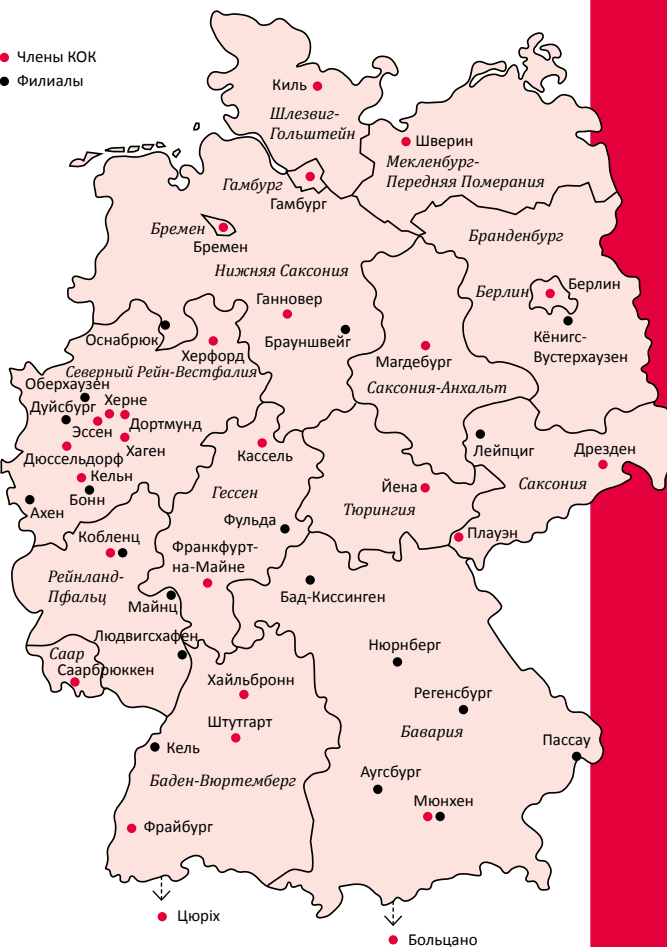 Члены КОК
Филиалы
Киль
Шлезвиг-
Гольштейн
Шверин
Мекленбург-
Передняя Померания
Гамбург
Гамбург
Бремен
Бремен
Бранденбург
Нижняя Саксония
Берлин
Берлин
Ганновер
Оснабрюк
Брауншвейг
Кёнигс-
Вустерхаузен
Херфорд
Магдебург
Северный Рейн-Вестфалия
Саксония-Анхальт
Оберхаузен
Херне
Дуйсбург
Дортмунд
Эссен
Хаген
Дюссельдорф
Кассель
Лейпциг
Дрезден
Кельн
Бонн
Ахен
Гессен
Йена
Тюрингия
Саксония
Фульда
Кобленц
Плауэн
Франкфурт-
на-Майне
Рейнланд-
Пфальц
Майнц
Бад-Киссинген
Людвигсхафен
Саар
Саарбрюккен
Нюрнберг
Хайльбронн
Регенсбург
Штутгарт
Бавария
Пассау
Кель
Баден-Вюртемберг
Аугсбург
Мюнхен
Фрайбург
Цюріх
Больцано